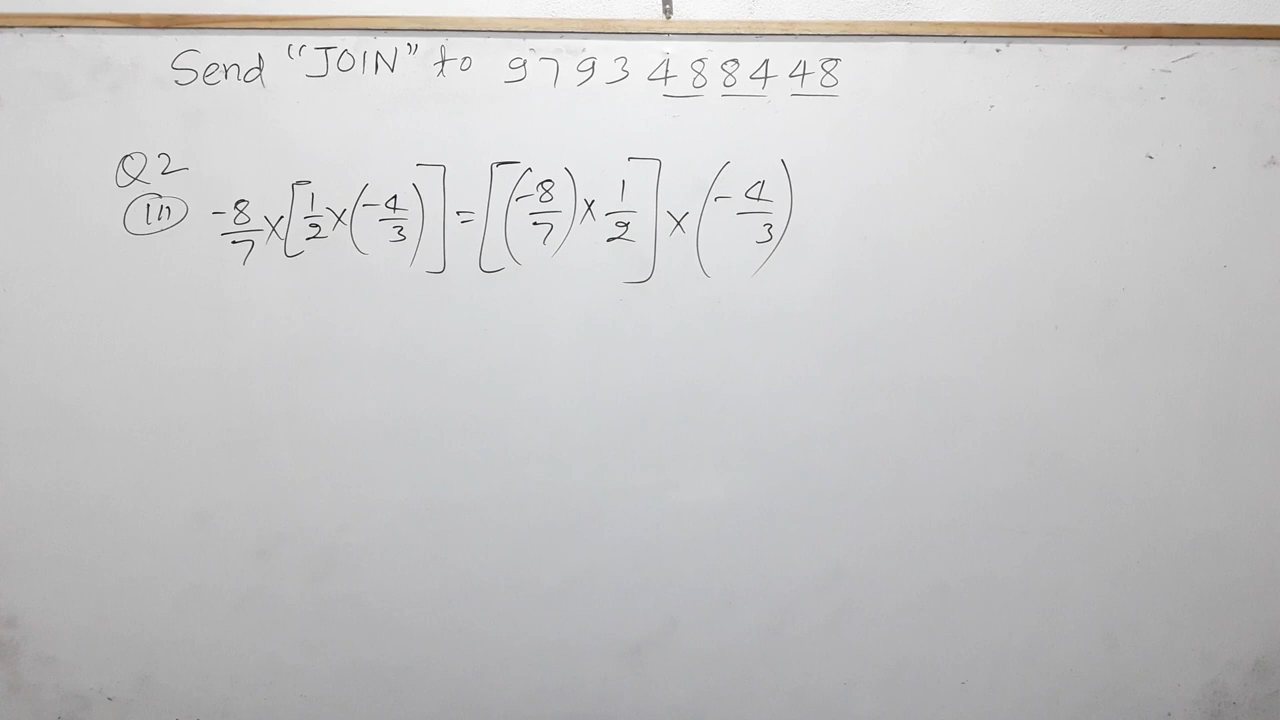 Send "JOIN" to 9793488448
Q2
(iii) -8/7 × [1/2 × (-4/3)] = [(-8/7) × 1/2] × (-4/3)